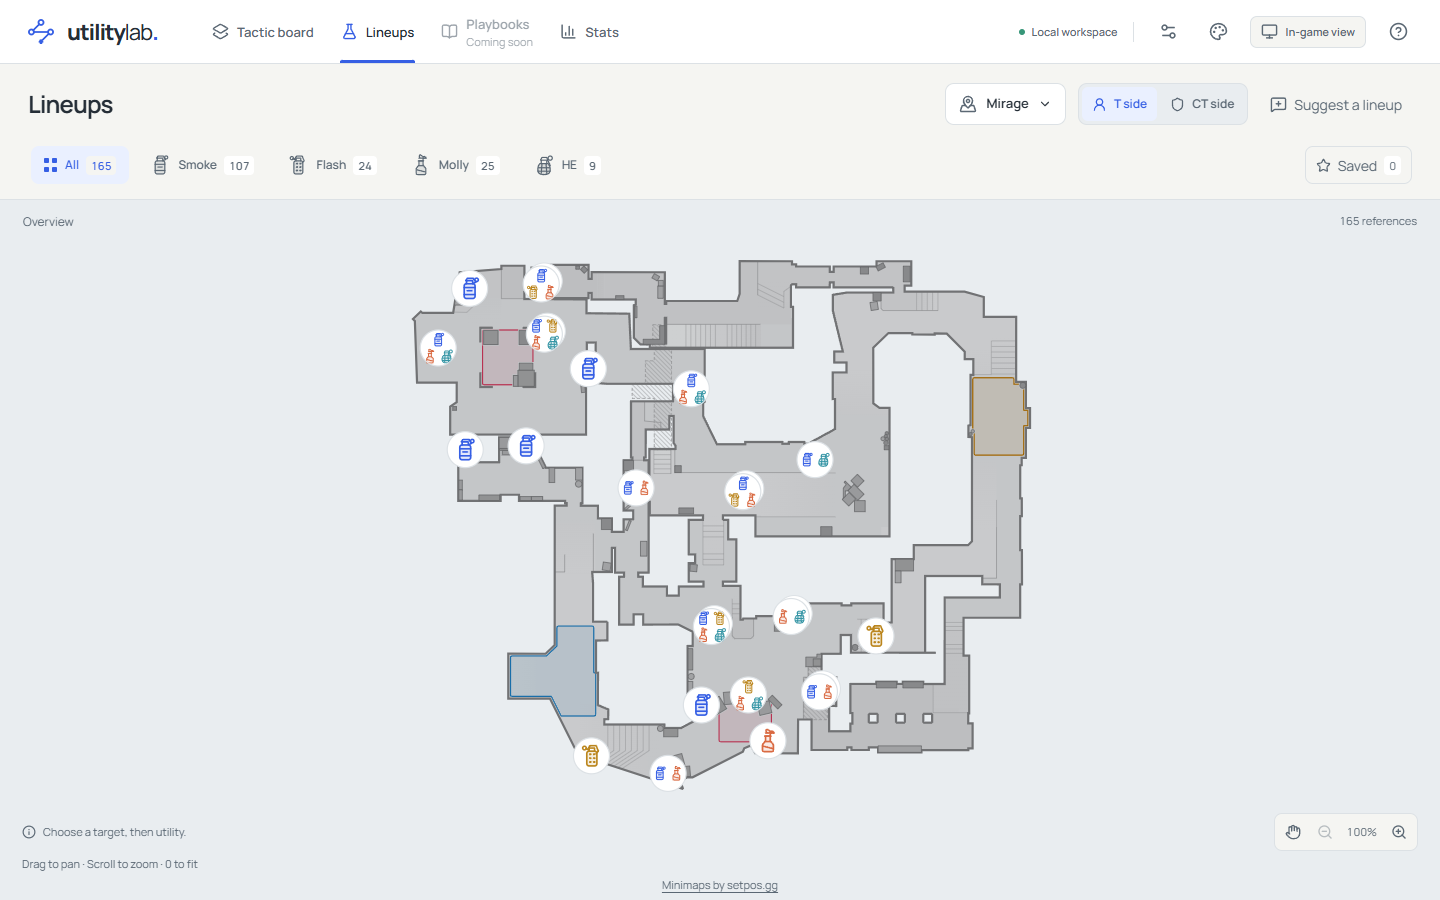 utilitylab.
Tactic board
Lineups
Playbooks
Coming soon
Stats
Local workspace
In-game view
Lineups
Mirage
T side
CT side
Suggest a lineup
All 165
Smoke 107
Flash 24
Molly 25
HE 9
Saved 0
Overview
165 references
Choose a target, then utility.
Drag to pan · Scroll to zoom · 0 to fit
100%
Minimaps by setpos.gg